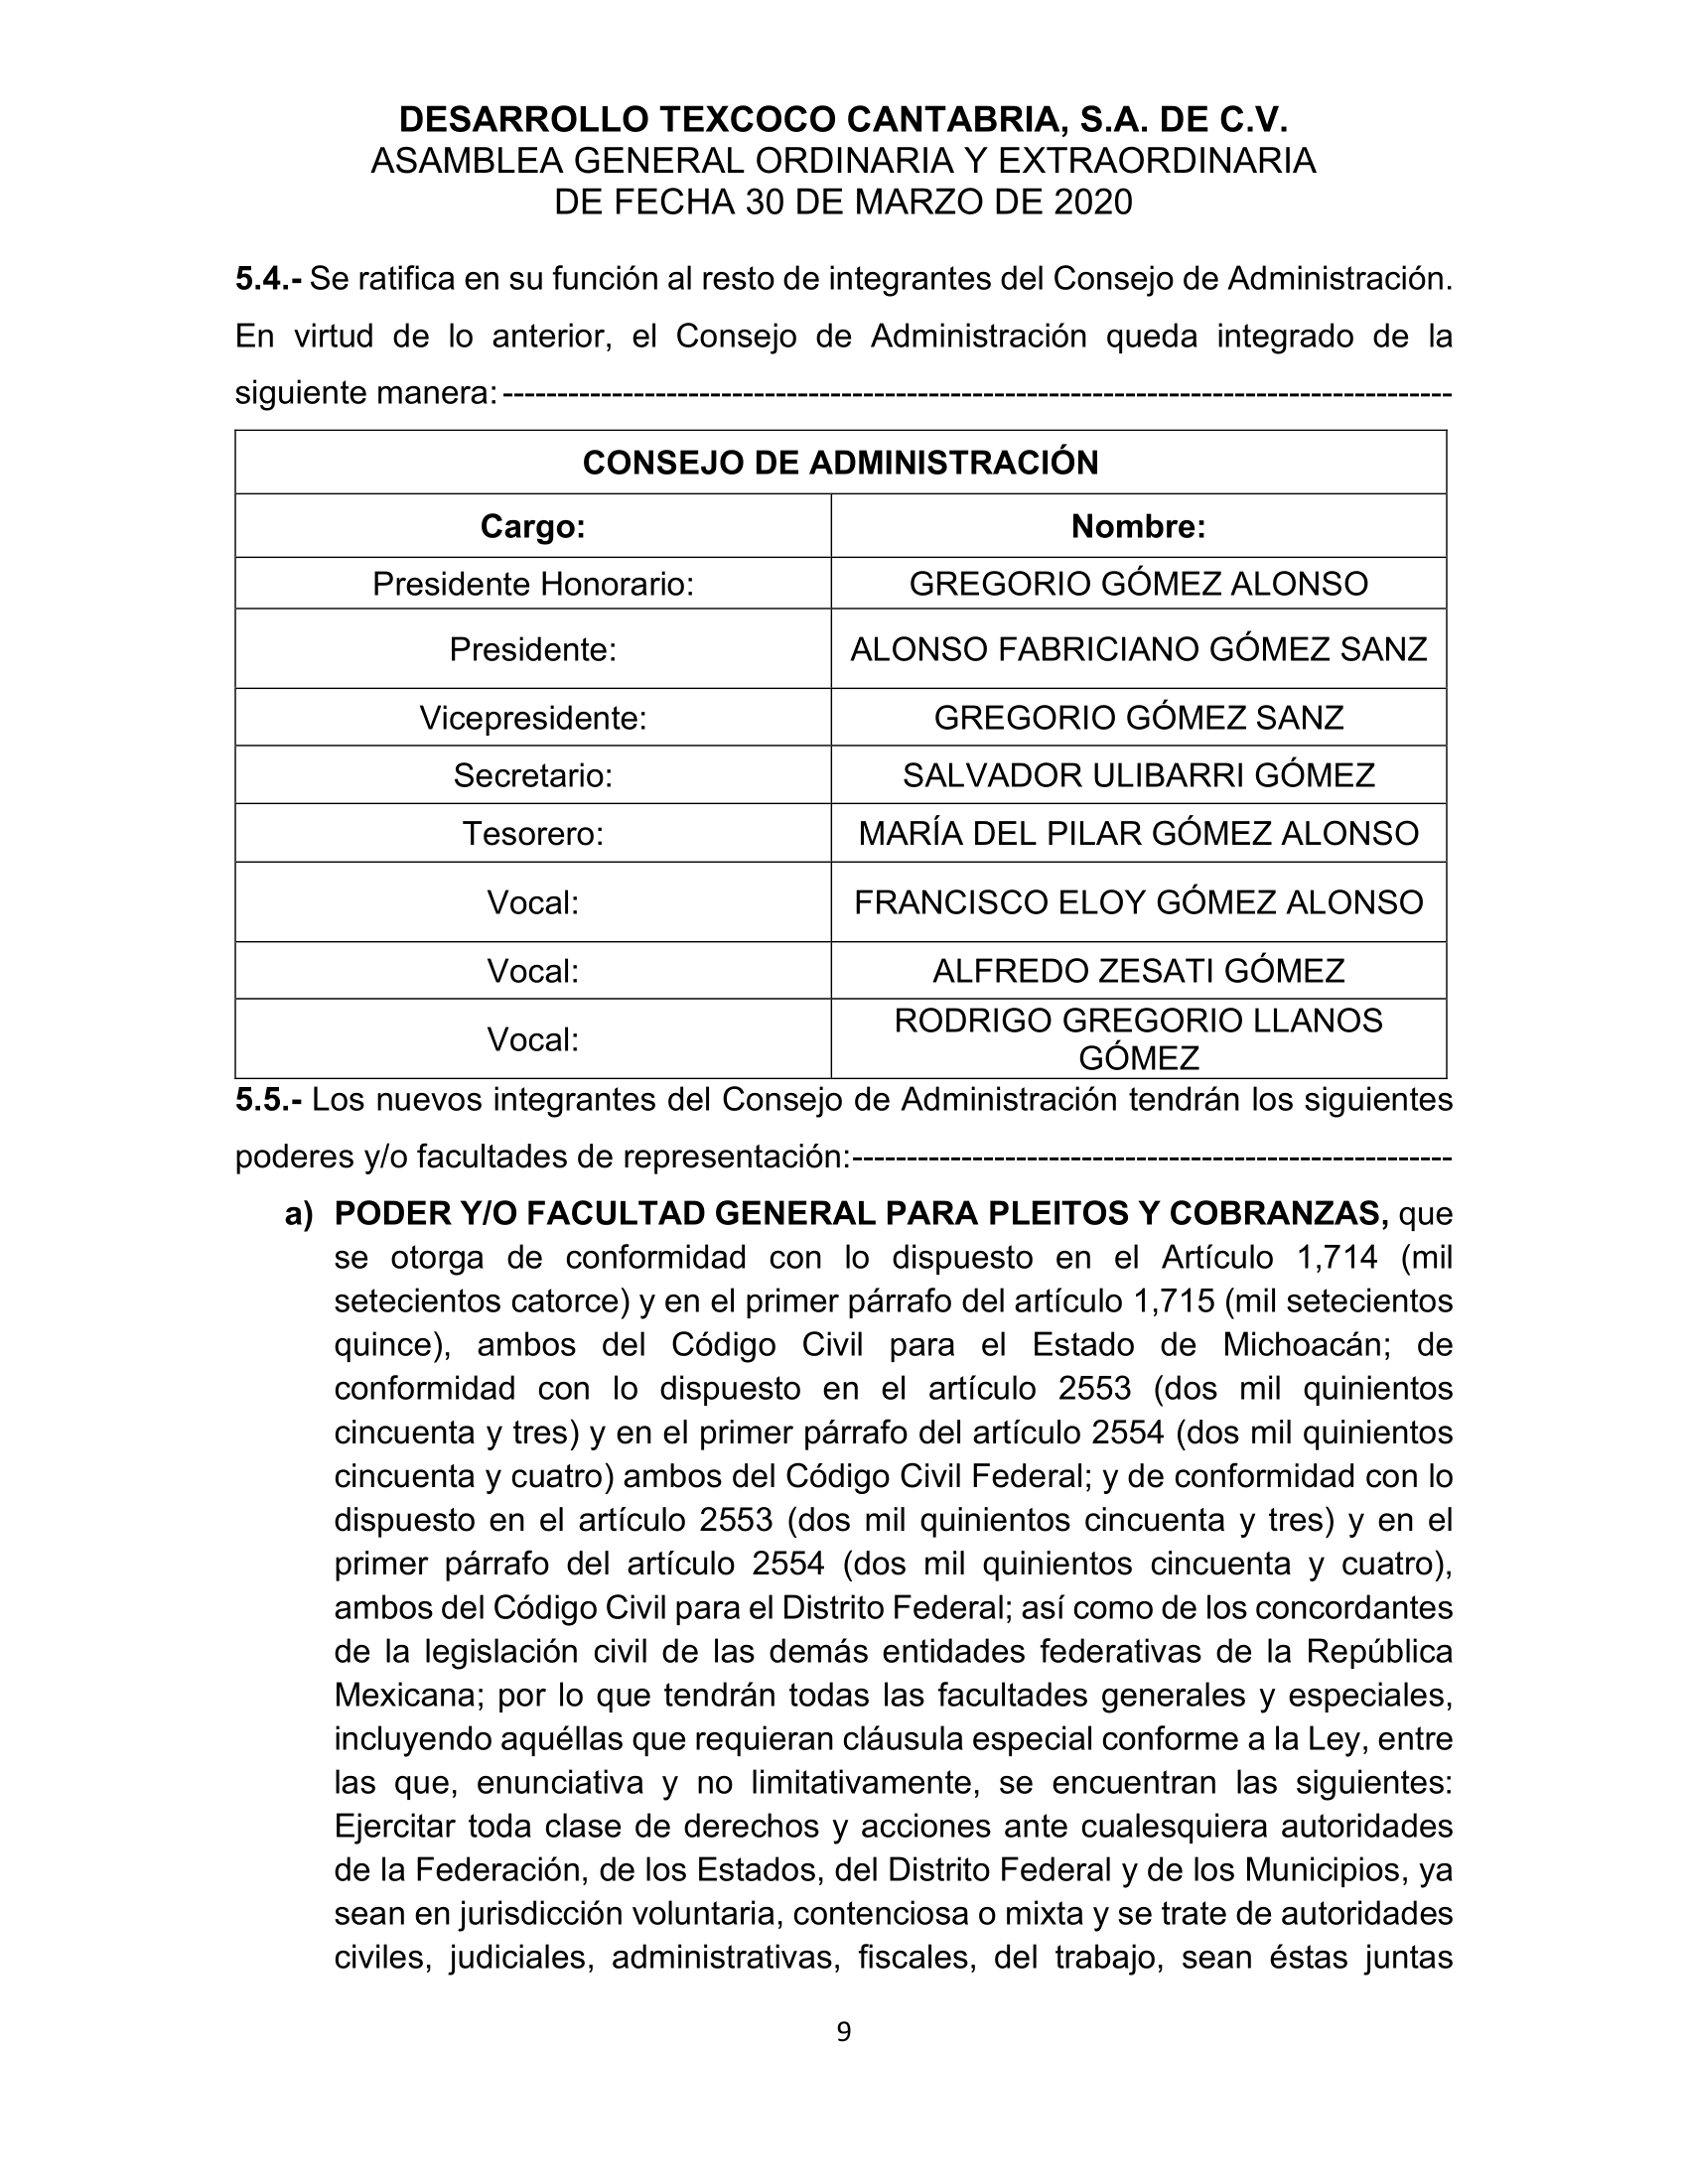 DESARROLLO TEXCOCO CANTABRIA, S.A. DE C.V.
ASAMBLEA GENERAL ORDINARIA Y EXTRAORDINARIA
DE FECHA 30 DE MARZO DE 2020
5.4.- Se ratifica en su función al resto de integrantes del Consejo de Administración.
En virtud de lo anterior, el Consejo de Administración queda integrado de la
siguiente manera: ---------------------------------------------------------------------------------------
CONSEJO DE ADMINISTRACIÓN
Cargo: Nombre:
Presidente Honorario: GREGORIO GÓMEZ ALONSO
Presidente: ALONSO FABRICIANO GÓMEZ SANZ
Vicepresidente: GREGORIO GÓMEZ SANZ
Secretario: SALVADOR ULIBARRI GÓMEZ
Tesorero: MARÍA DEL PILAR GÓMEZ ALONSO
Vocal: FRANCISCO ELOY GÓMEZ ALONSO
Vocal: ALFREDO ZESATI GÓMEZ
Vocal: RODRIGO GREGORIO LLANOS
GÓMEZ
5.5.- Los nuevos integrantes del Consejo de Administración tendrán los siguientes
poderes y/o facultades de representación:-------------------------------------------------------
a) PODER Y/O FACULTAD GENERAL PARA PLEITOS Y COBRANZAS, que
se otorga de conformidad con lo dispuesto en el Artículo 1,714 (mil
setecientos catorce) y en el primer párrafo del artículo 1,715 (mil setecientos
quince), ambos del Código Civil para el Estado de Michoacán; de
conformidad con lo dispuesto en el artículo 2553 (dos mil quinientos
cincuenta y tres) y en el primer párrafo del artículo 2554 (dos mil quinientos
cincuenta y cuatro) ambos del Código Civil Federal; y de conformidad con lo
dispuesto en el artículo 2553 (dos mil quinientos cincuenta y tres) y en el
primer párrafo del artículo 2554 (dos mil quinientos cincuenta y cuatro),
ambos del Código Civil para el Distrito Federal; así como de los concordantes
de la legislación civil de las demás entidades federativas de la República
Mexicana; por lo que tendrán todas las facultades generales y especiales,
incluyendo aquéllas que requieran cláusula especial conforme a la Ley, entre
las que, enunciativa y no limitativamente, se encuentran las siguientes:
Ejercitar toda clase de derechos y acciones ante cualesquiera autoridades
de la Federación, de los Estados, del Distrito Federal y de los Municipios, ya
sean en jurisdicción voluntaria, contenciosa o mixta y se trate de autoridades
civiles, judiciales, administrativas, fiscales, del trabajo, sean éstas juntas
9